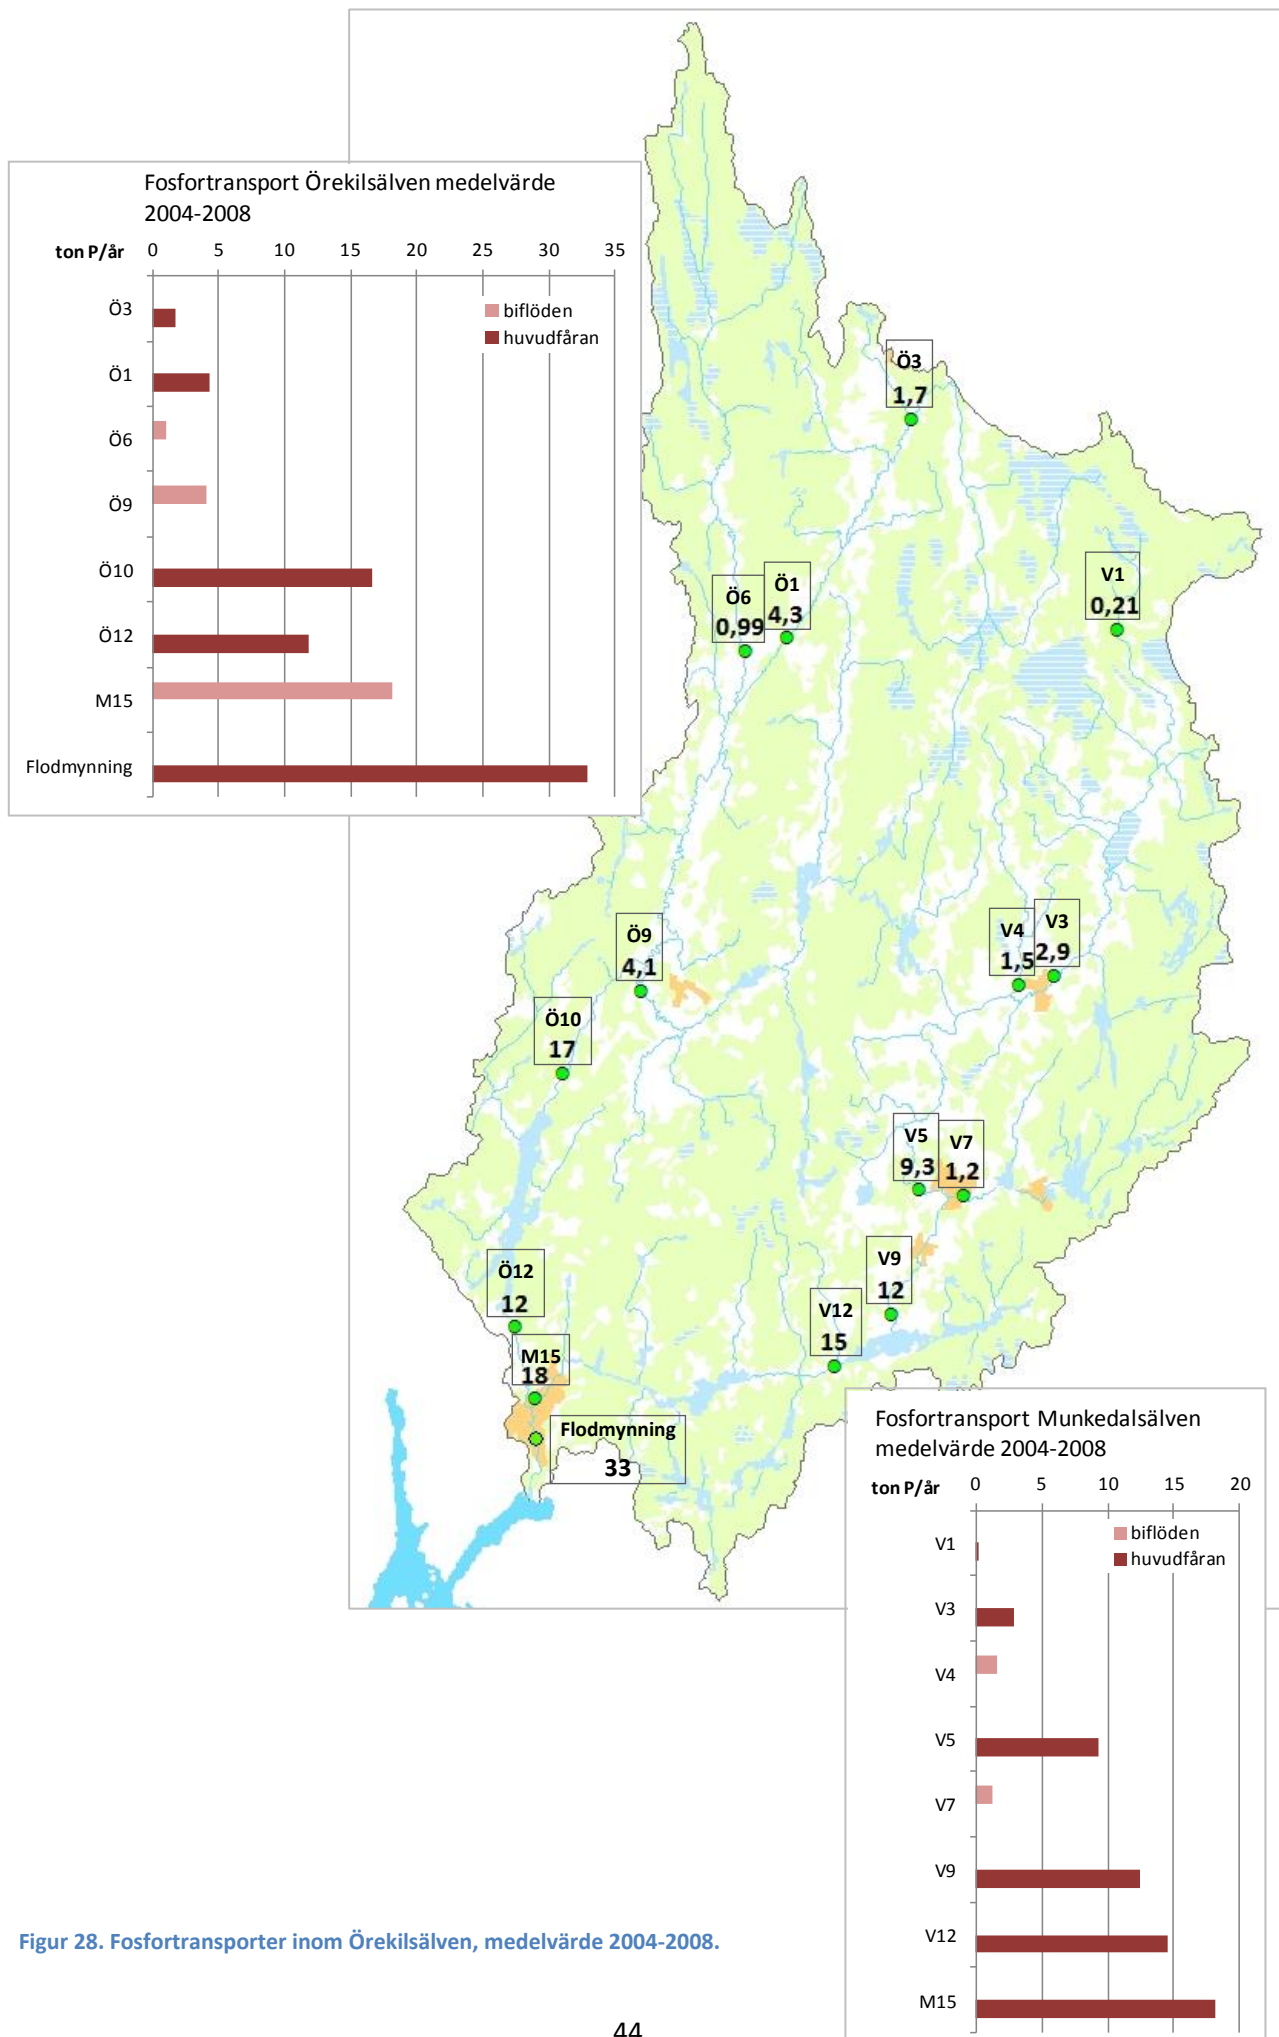 Fosfortransport Örekilsälven medelvärde
2004-2008
ton P/år 0 5 10 15 20 25 30 35
biflöden
huvudfåran
Ö3
Ö1
Ö6
Ö9
Ö10
Ö12
M15
Flodmynning
Ö3
1,7
Ö6
0,99
Ö1
4,3
V1
0,21
Ö9
4,1
V4
1,5
V3
2,9
Ö10
17
V5
9,3
V7
1,2
Ö12
12
V9
12
V12
15
M15
18
Flodmynning
33
Fosfortransport Munkedalsälven
medelvärde 2004-2008
ton P/år 0 5 10 15 20
biflöden
huvudfåran
V1
V3
V4
V5
V7
V9
V12
M15
Figur 28. Fosfortransporter inom Örekilsälven, medelvärde 2004-2008.
44